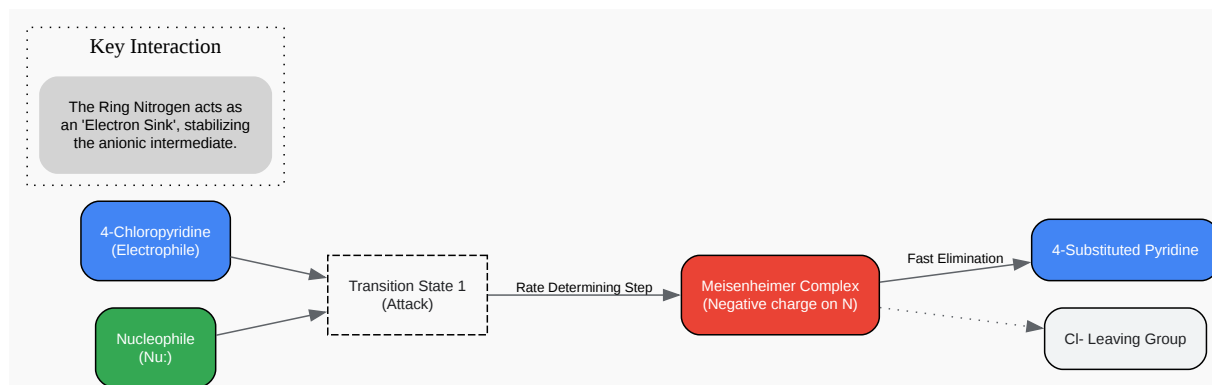 Key Interaction
The Ring Nitrogen acts as
an 'Electron Sink', stabilizing
the anionic intermediate.
4-Chloropyridine
(Electrophile)
Nucleophile
(Nu:)
Transition State 1
(Attack)
Rate Determining Step
Meisenheimer Complex
(Negative charge on N)
Fast Elimination
4-Substituted Pyridine
Cl- Leaving Group